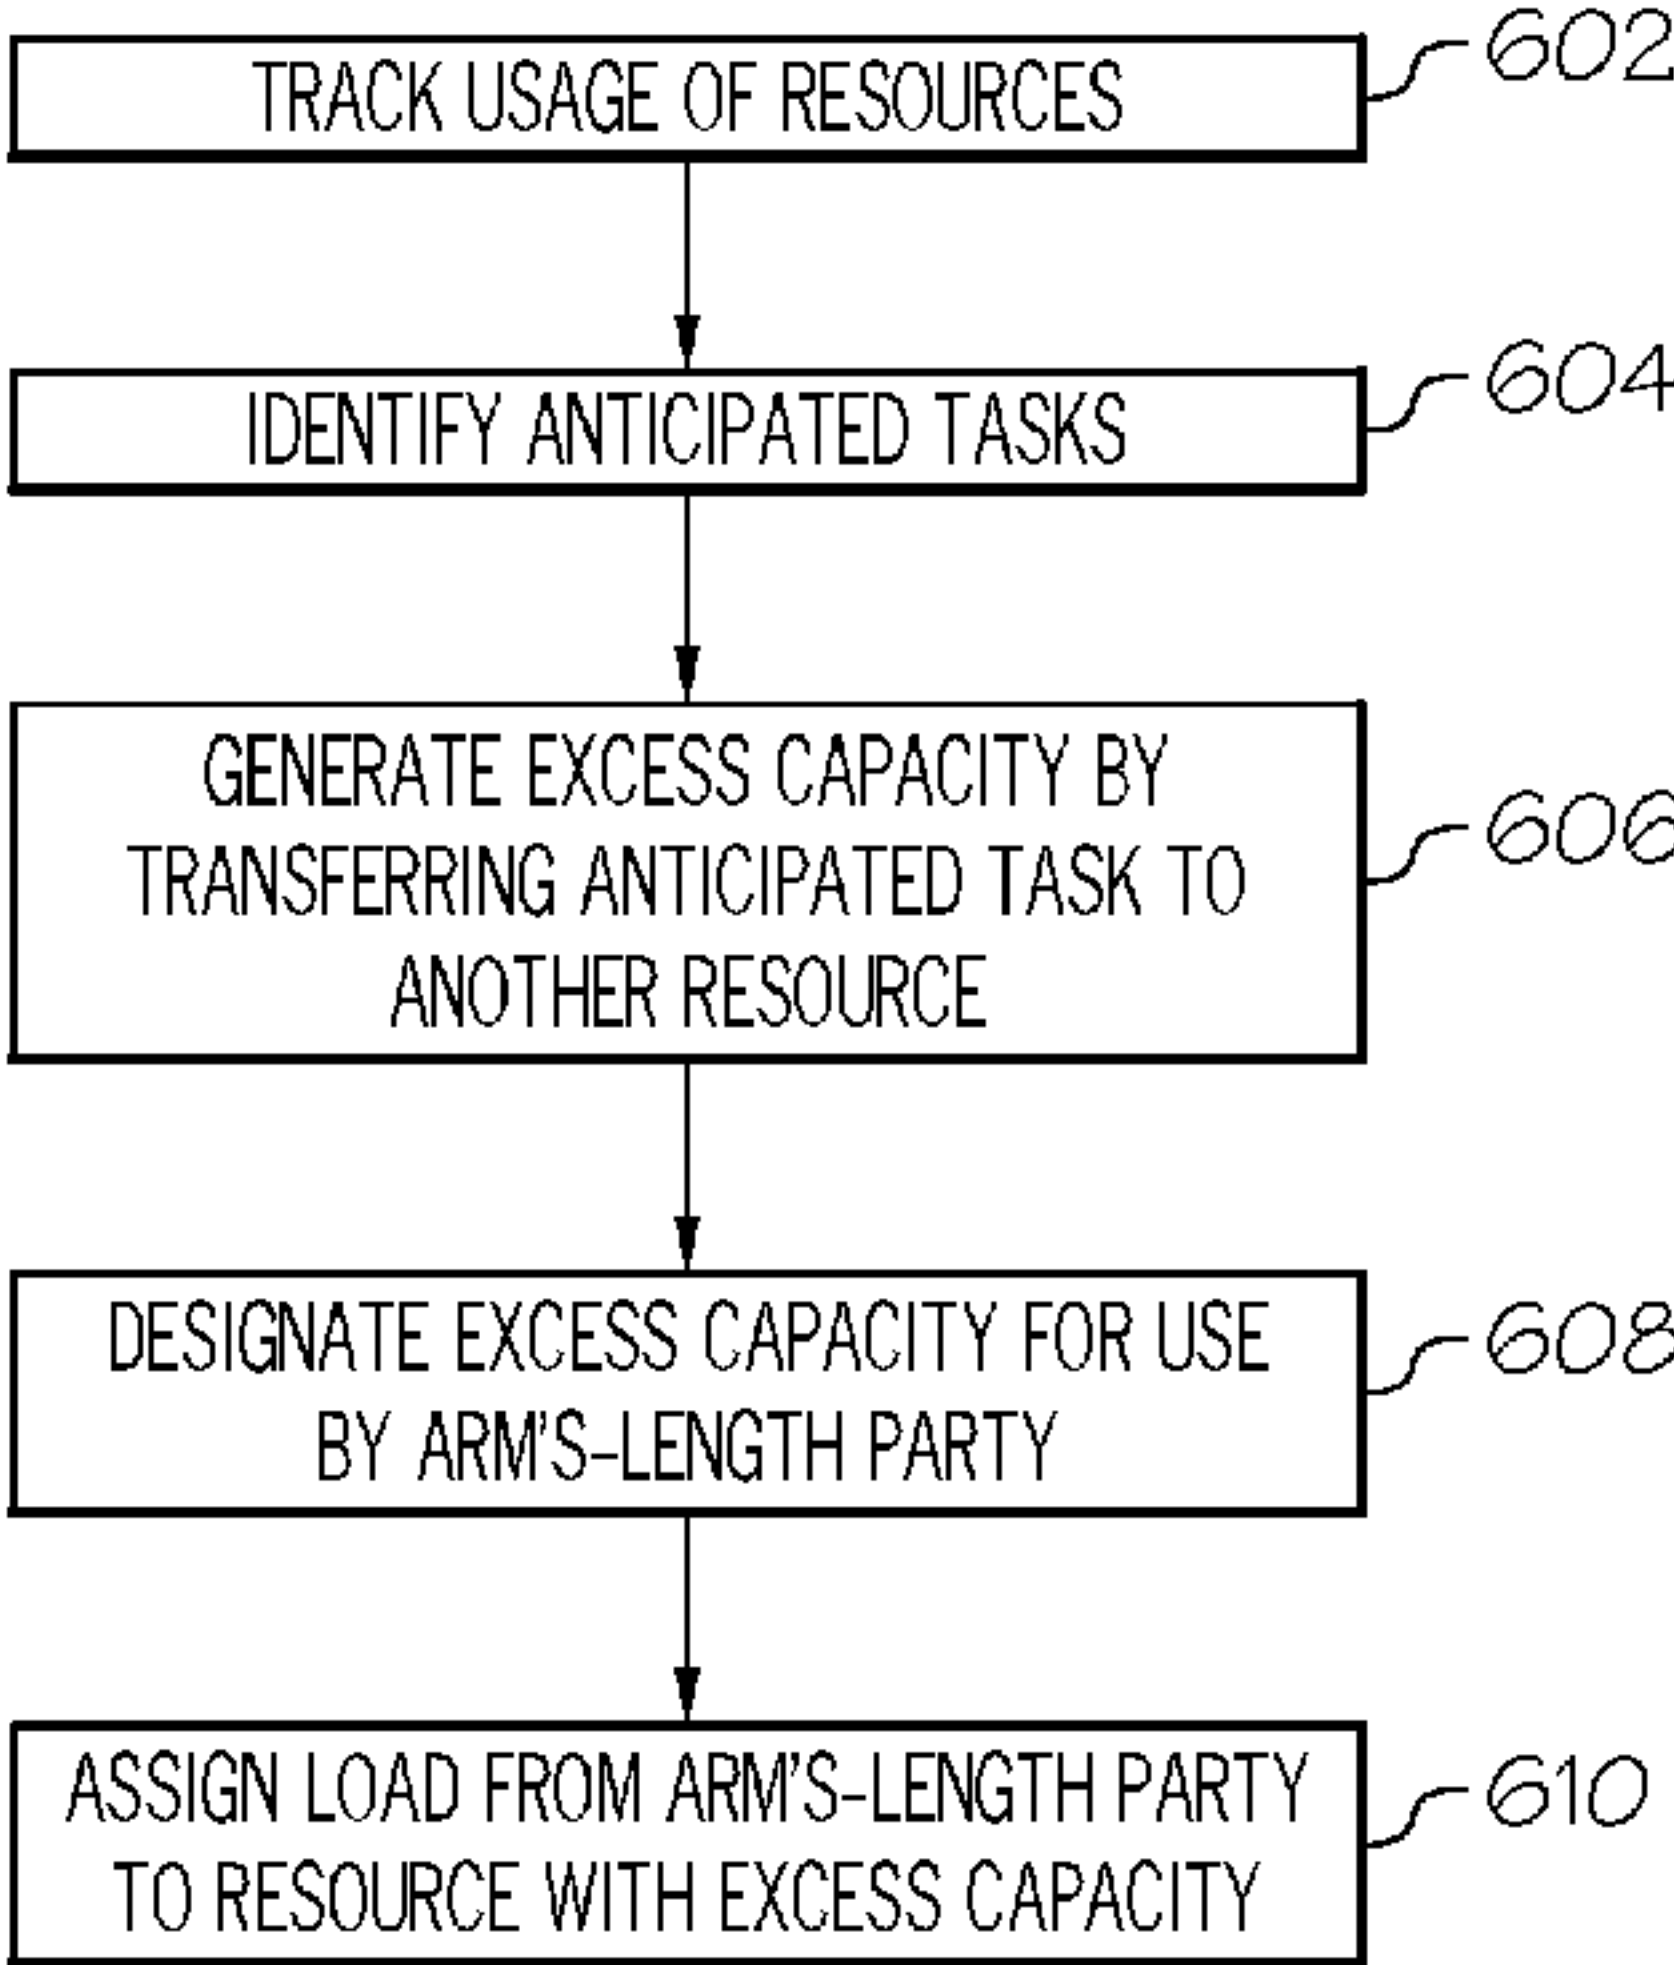 TRACK USAGE OF RESOURCES
602
IDENTIFY ANTICIPATED TASKS
604
GENERATE EXCESS CAPACITY BY
TRANSFERRING ANTICIPATED TASK TO
ANOTHER RESOURCE
606
DESIGNATE EXCESS CAPACITY FOR USE
BY ARM'S-LENGTH PARTY
608
ASSIGN LOAD FROM ARM'S-LENGTH PARTY
TO RESOURCE WITH EXCESS CAPACITY
610